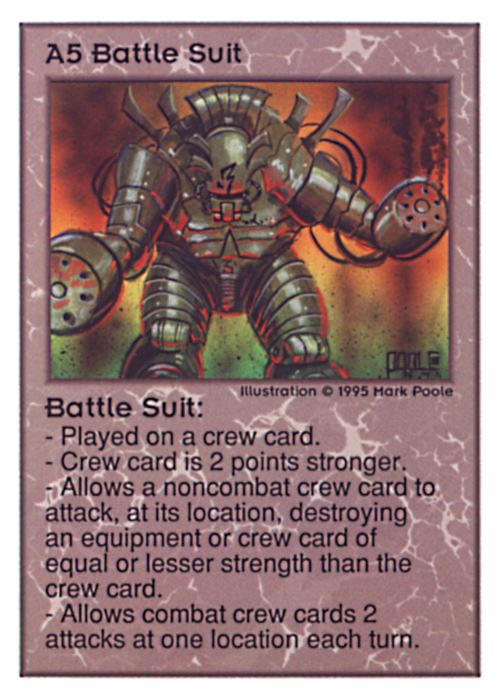 A5 Battle Suit
POOLE
Illustration © 1995 Mark Poole
Battle Suit:
- Played on a crew card.
- Crew card is 2 points stronger.
- Allows a noncombat crew card to
attack, at its location, destroying
an equipment or crew card of
equal or lesser strength than the
crew card.
- Allows combat crew cards 2
attacks at one location each turn.